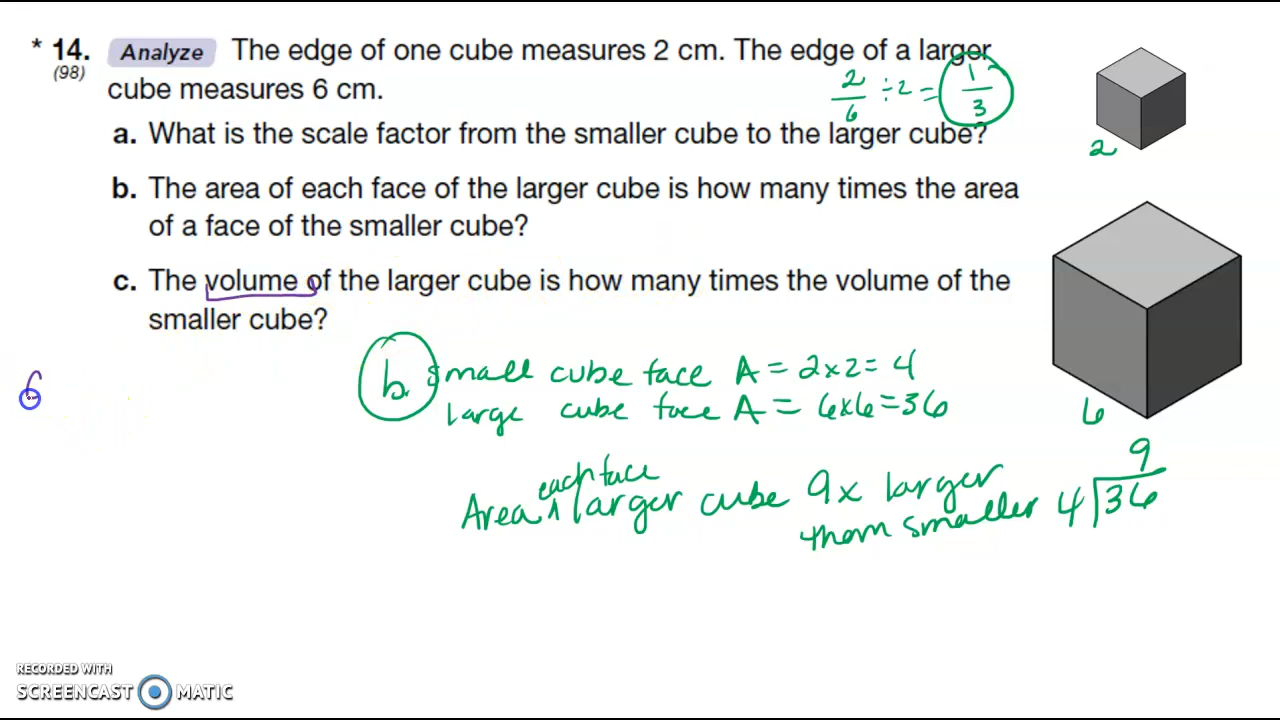 * 14. Analyze The edge of one cube measures 2 cm. The edge of a larger
(98)
cube measures 6 cm.
2/6 ÷2 = 1/3
a. What is the scale factor from the smaller cube to the larger cube?
2
b. The area of each face of the larger cube is how many times the area
of a face of the smaller cube?
c. The volume of the larger cube is how many times the volume of the
smaller cube?
6
b. small cube face A = 2x2 = 4
large cube face A = 6x6 = 36
6
each face
Area ^ larger cube 9x larger
than smaller
9
4 36
RECORDED WITH
SCREENCAST MATIC